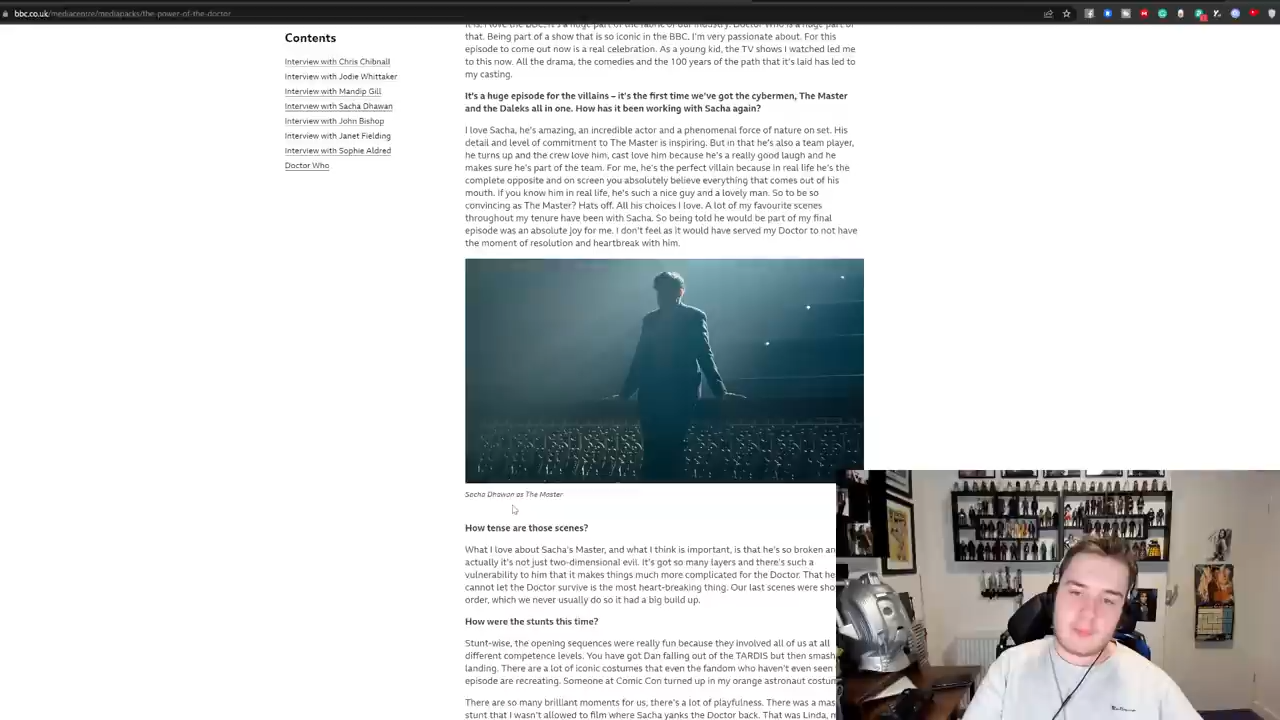 bbc.co.uk/mediacentre/mediapacks/the-power-of-the-doctor
Contents
Interview with Chris Chibnall
Interview with Jodie Whittaker
Interview with Mandip Gill
Interview with Sacha Dhawan
Interview with John Bishop
Interview with Janet Fielding
Interview with Sophie Aldred
Doctor Who
it is. I love the BBC, it's a huge part of the fabric of our industry. Doctor Who is a huge part of
that. Being part of a show that is so iconic in the BBC, I'm very passionate about. For this
episode to come out now is a real celebration. As a young kid, the TV shows I watched led me
to this now. All the drama, the comedies and the 100 years of the path that it's laid has led to
my casting.
It's a huge episode for the villains – it's the first time we've got the cybermen, The Master
and the Daleks all in one. How has it been working with Sacha again?
I love Sacha, he's amazing, an incredible actor and a phenomenal force of nature on set. His
detail and level of commitment to The Master is inspiring. But in that he's also a team player,
he turns up and the crew love him, cast love him because he's a really good laugh and he
makes sure he's part of the team. For me, he's the perfect villain because in real life he's the
complete opposite and on screen you absolutely believe everything that comes out of his
mouth. if you know him in real life, he's such a nice guy and a lovely man. So to be so
convincing as The Master? Hats off. All his choices I love. A lot of my favourite scenes
throughout my tenure have been with Sacha. So being told he would be part of my final
episode was an absolute joy for me. I don't feel as it would have served my Doctor to not have
the moment of resolution and heartbreak with him.
Sacha Dhawan as The Master
How tense are those scenes?
What I love about Sacha's Master, and what I think is important, is that he's so broken an
actually it's not just two-dimensional evil. It's got so many layers and there's such a
vulnerability to him that it makes things much more complicated for the Doctor. That he
cannot let the Doctor survive is the most heart-breaking thing. Our last scenes were sho
order, which we never usually do so it had a big build up.
How were the stunts this time?
Stunt-wise, the opening sequences were really fun because they involved all of us at all
different competence levels. You have got Dan falling out of the TARDIS but then smash
landing. There are a lot of iconic costumes that even the fandom who haven't even seen
episode are recreating. Someone at Comic Con turned up in my orange astronaut costum
There are so many brilliant moments for us, there's a lot of playfulness. There was a mas
stunt that I wasn't allowed to film where Sacha yanks the Doctor back. That was Linda, m